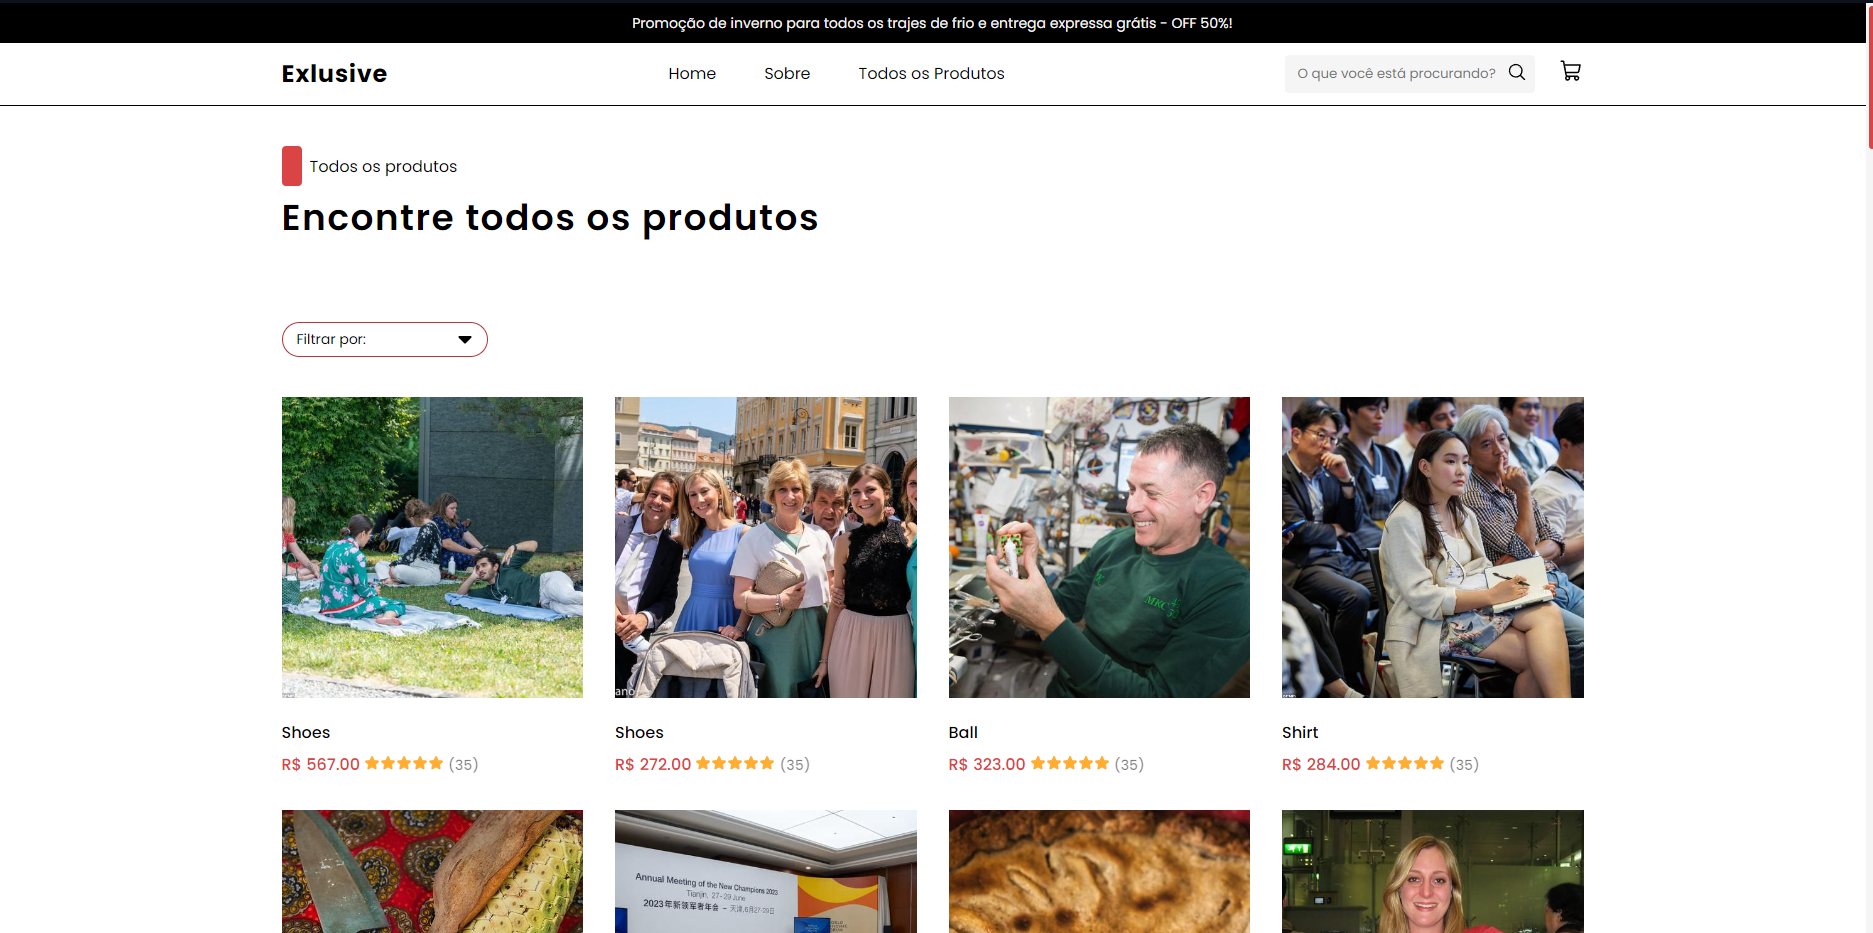 Promoção de inverno para todos os trajes de frio e entrega expressa grátis - OFF 50%!
Exlusive
Home
Sobre
Todos os Produtos
O que você está procurando?
Todos os produtos
Encontre todos os produtos
Filtrar por:
ano
Shoes
R$ 567.00 (35)
Shoes
R$ 272.00 (35)
Ball
R$ 323.00 (35)
Shirt
R$ 284.00 (35)
Annual Meeting of the New Champions 2023
Tianjin, 27-29 June
2023年新领军者年会 - 天津,6月27-29日